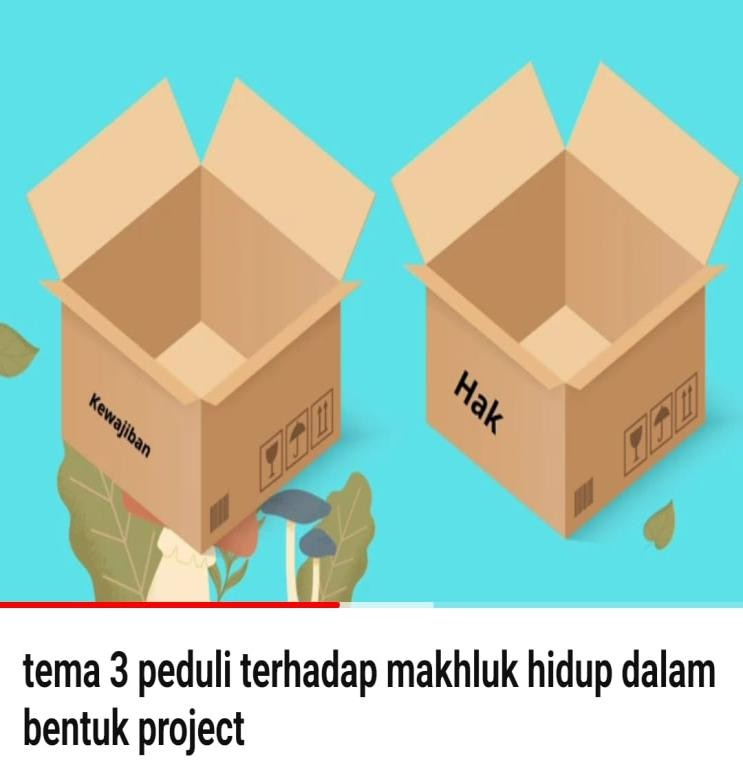 Kewajiban
Hak
tema 3 peduli terhadap makhluk hidup dalam
bentuk project